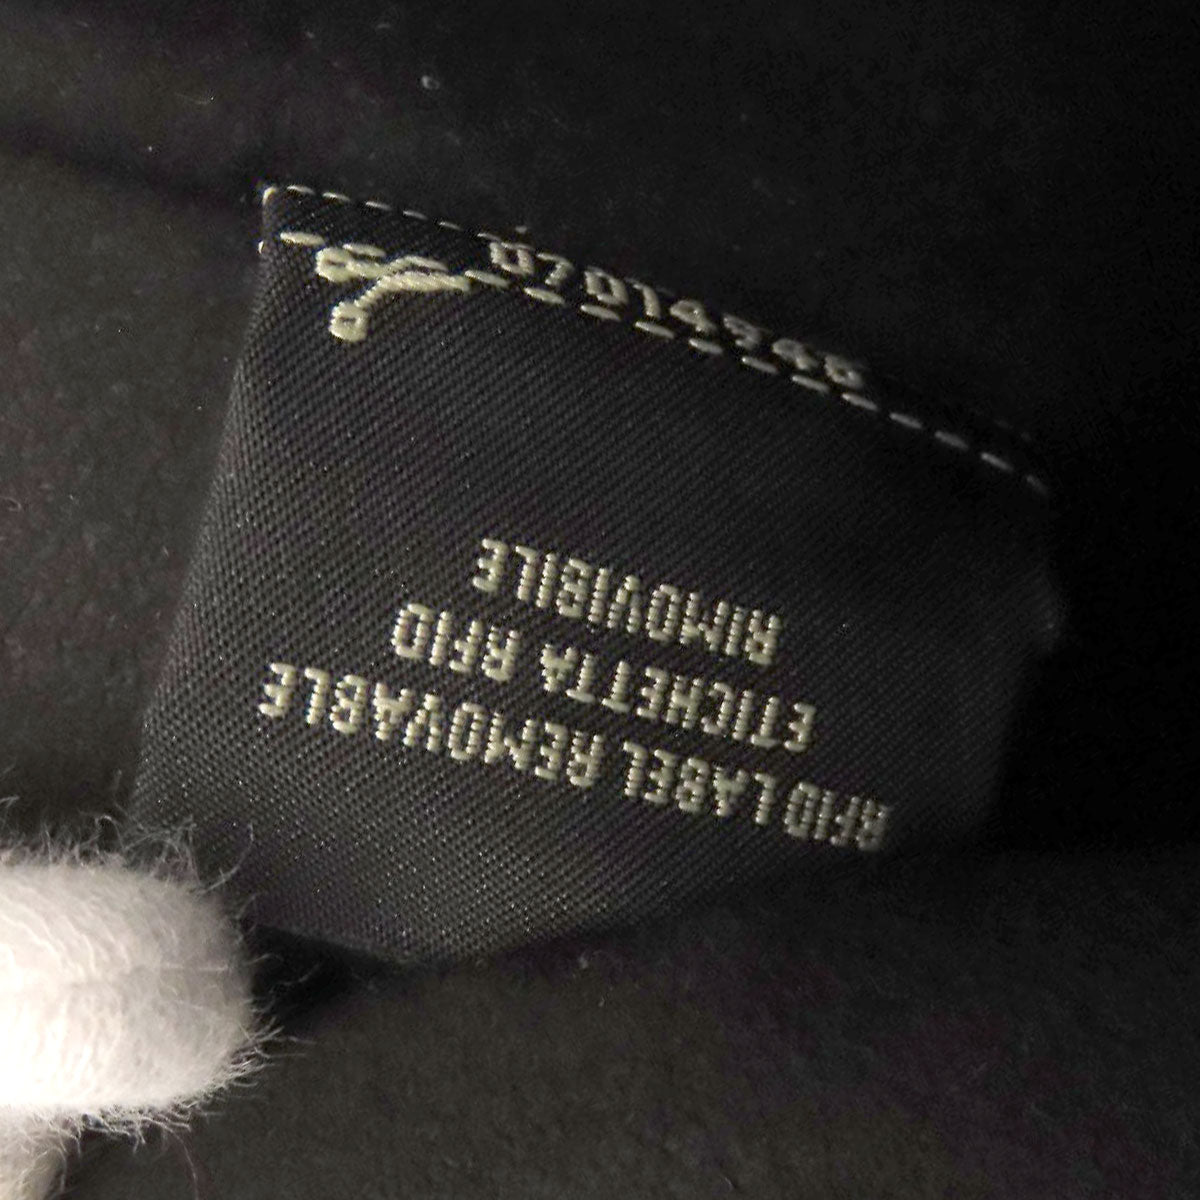 RFID LABEL REMOVABLE
ETICHETTA RFID
RIMOVIBILE